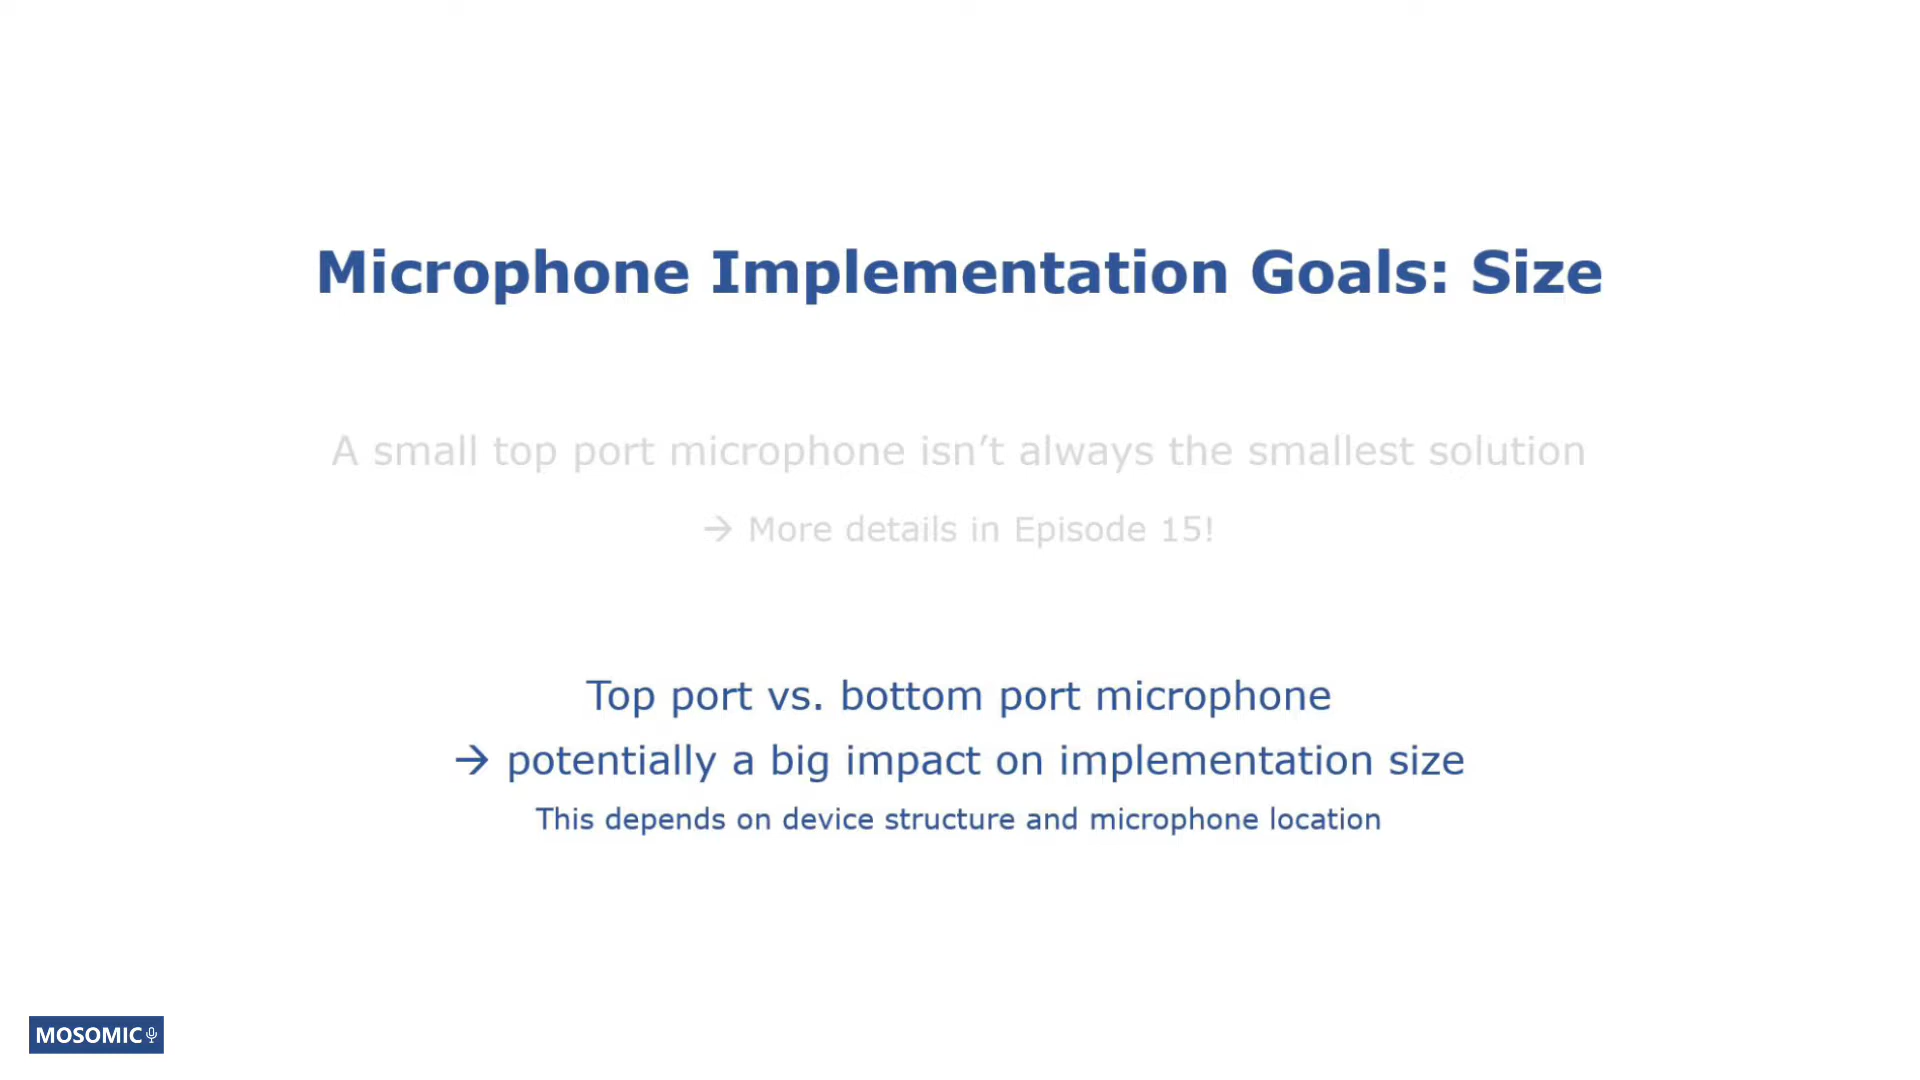 Microphone Implementation Goals: Size
A small top port microphone isn’t always the smallest solution
→ More details in Episode 15!
Top port vs. bottom port microphone
→ potentially a big impact on implementation size
This depends on device structure and microphone location
MOSOMIC